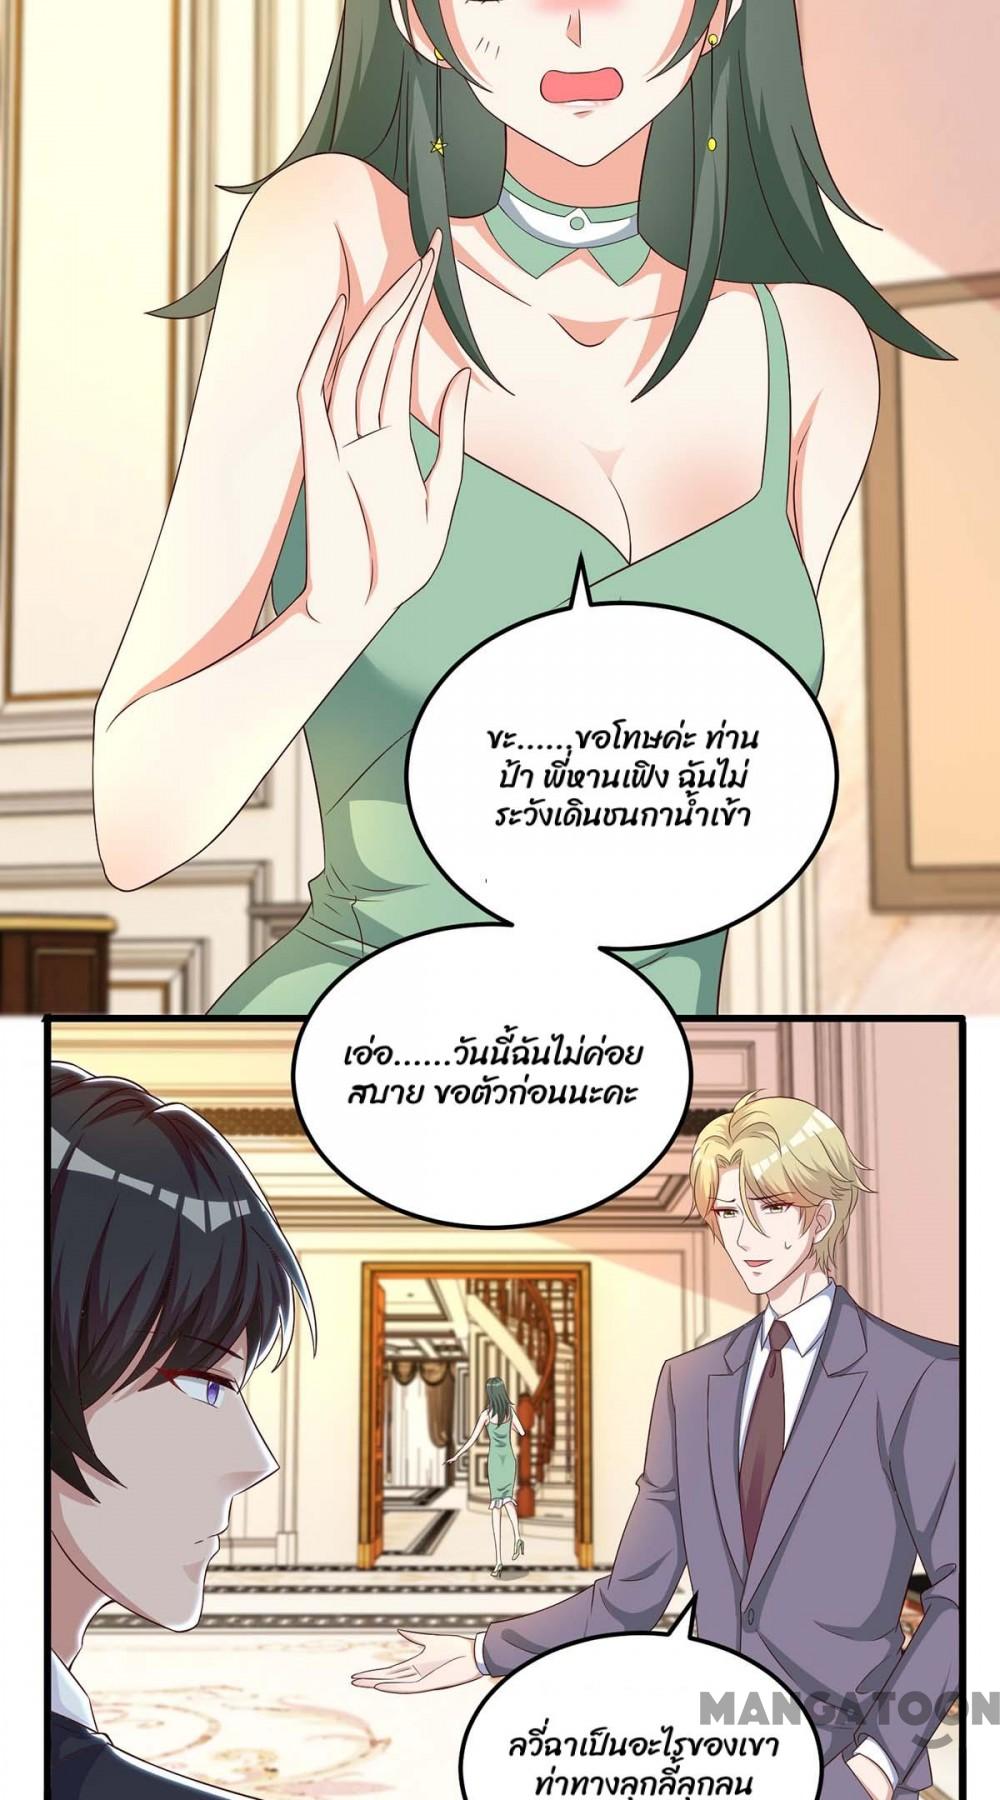 ขะ......ขอโทษค่ะ ท่าน
ป้า พี่หานเฟิง ฉันไม่
ระวังเดินชนกาน้ำเข้า
เอ่อ......วันนี้ฉันไม่ค่อย
สบาย ขอตัวก่อนนะคะ
MANGATOON
ลวี่ฉาเป็นอะไรของเขา
ท่าทางลุกลี้ลุกลน